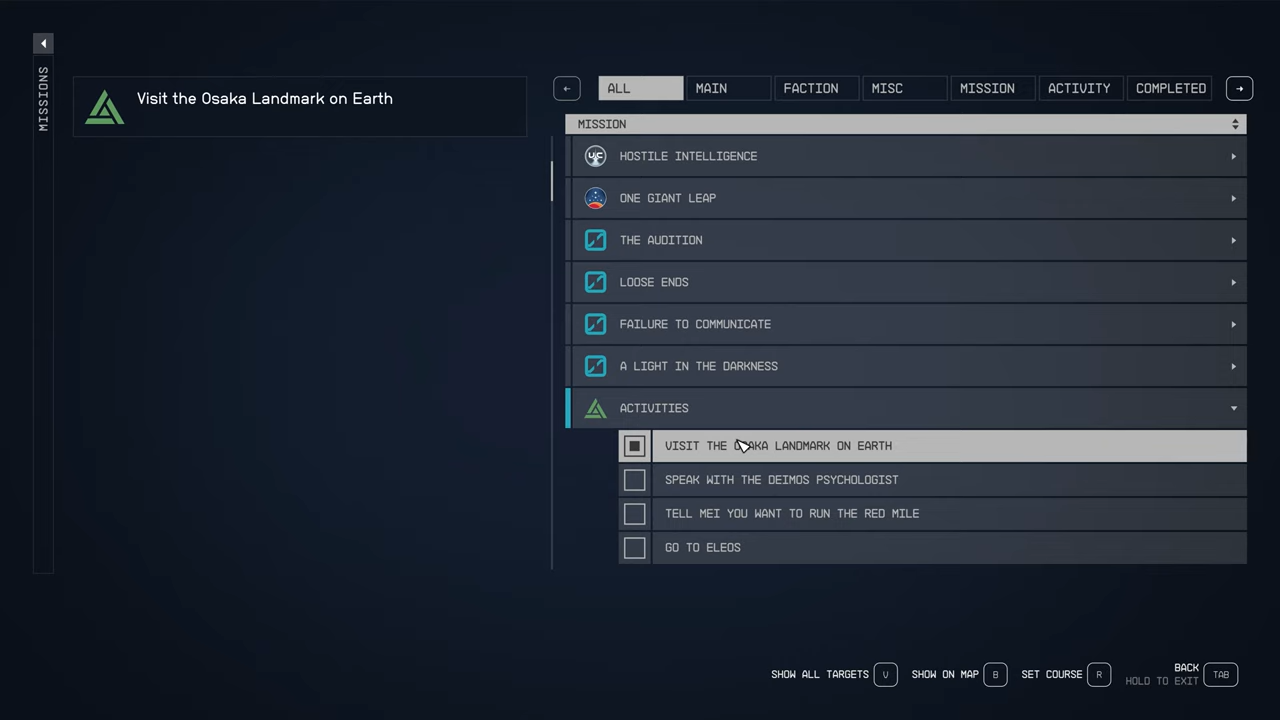 MISSIONS
Visit the Osaka Landmark on Earth
ALL MAIN FACTION MISC MISSION ACTIVITY COMPLETED
MISSION
HOSTILE INTELLIGENCE
ONE GIANT LEAP
THE AUDITION
LOOSE ENDS
FAILURE TO COMMUNICATE
A LIGHT IN THE DARKNESS
ACTIVITIES
VISIT THE OSAKA LANDMARK ON EARTH
SPEAK WITH THE DEIMOS PSYCHOLOGIST
TELL MEI YOU WANT TO RUN THE RED MILE
GO TO ELEOS
SHOW ALL TARGETS V SHOW ON MAP B SET COURSE R BACK TAB
HOLD TO EXIT